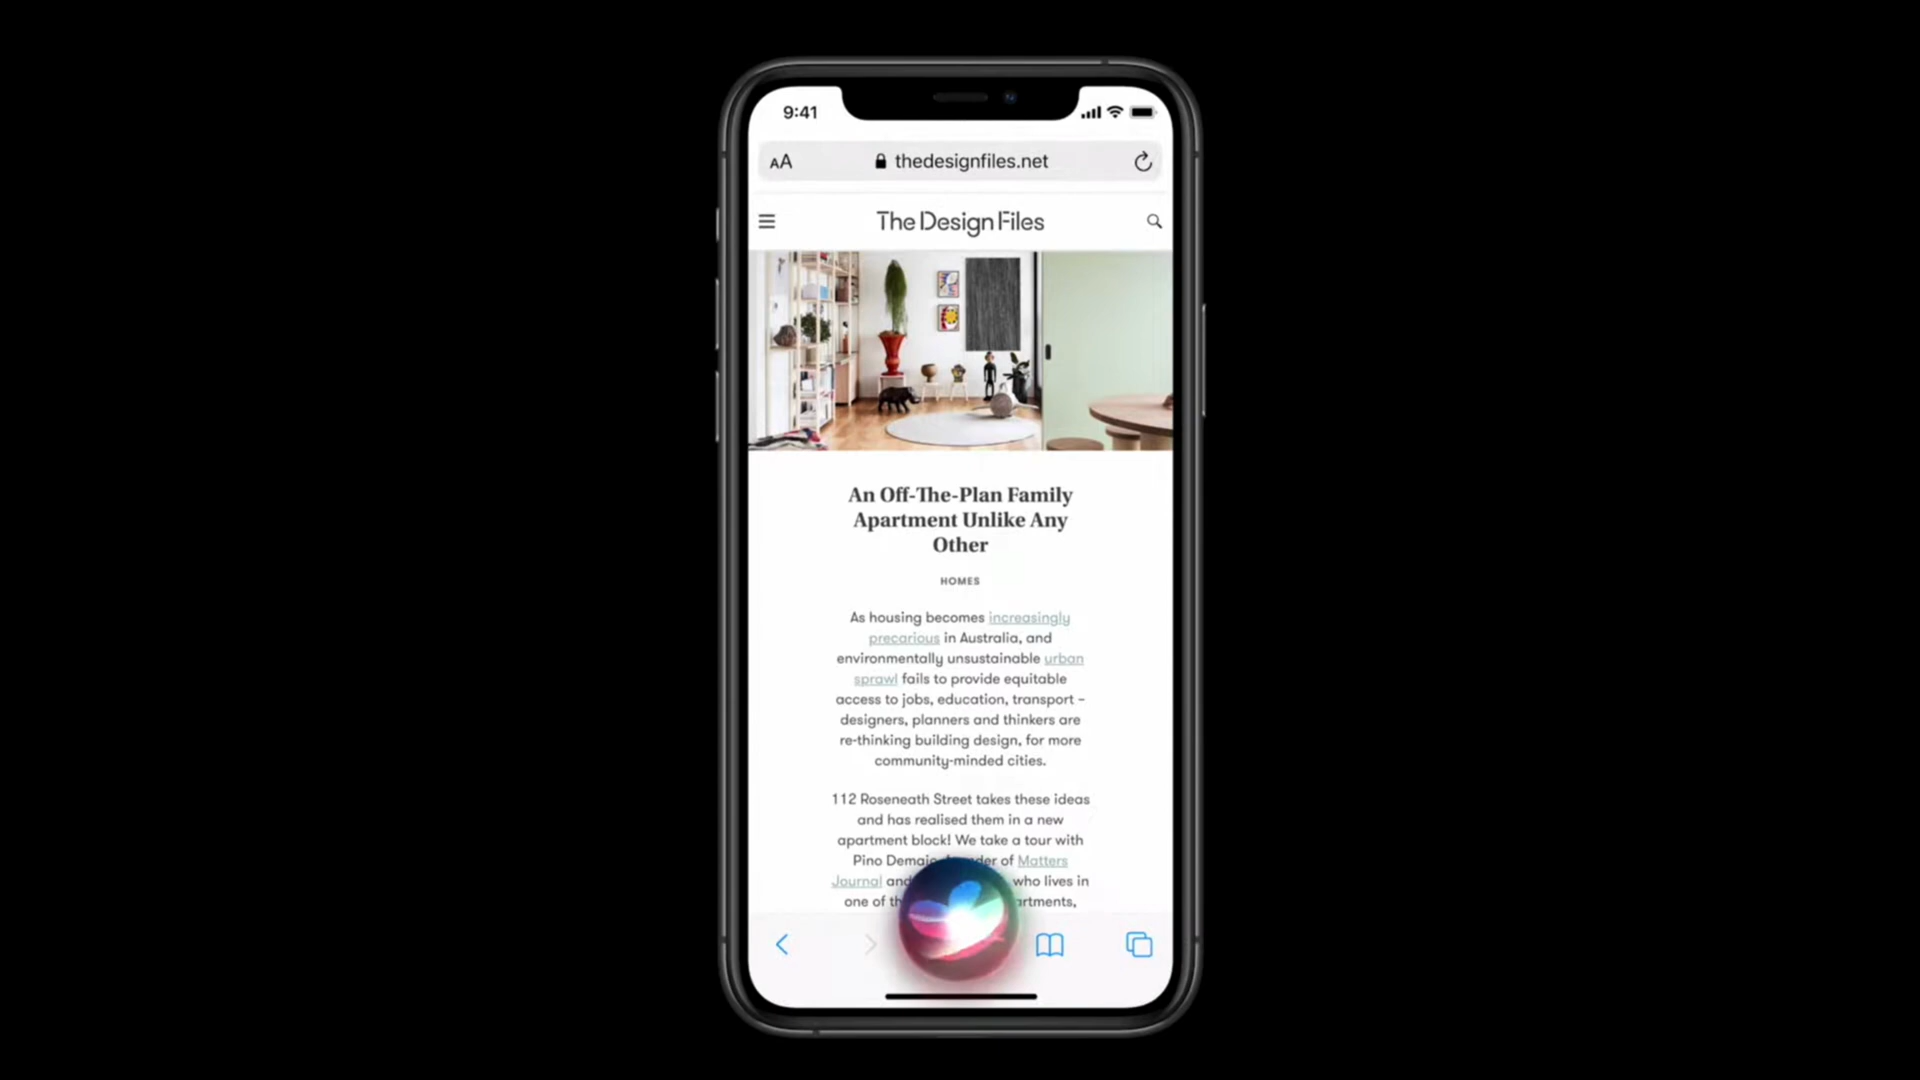 9:41
AA thedesignfiles.net
The Design Files
An Off-The-Plan Family
Apartment Unlike Any
Other
HOMES
As housing becomes increasingly
precarious in Australia, and
environmentally unsustainable urban
sprawl fails to provide equitable
access to jobs, education, transport –
designers, planners and thinkers are
re-thinking building design, for more
community-minded cities.
112 Roseneath Street takes these ideas
and has realised them in a new
apartment block! We take a tour with
Pino Demaio, of Matters
Journal and who lives in
one of